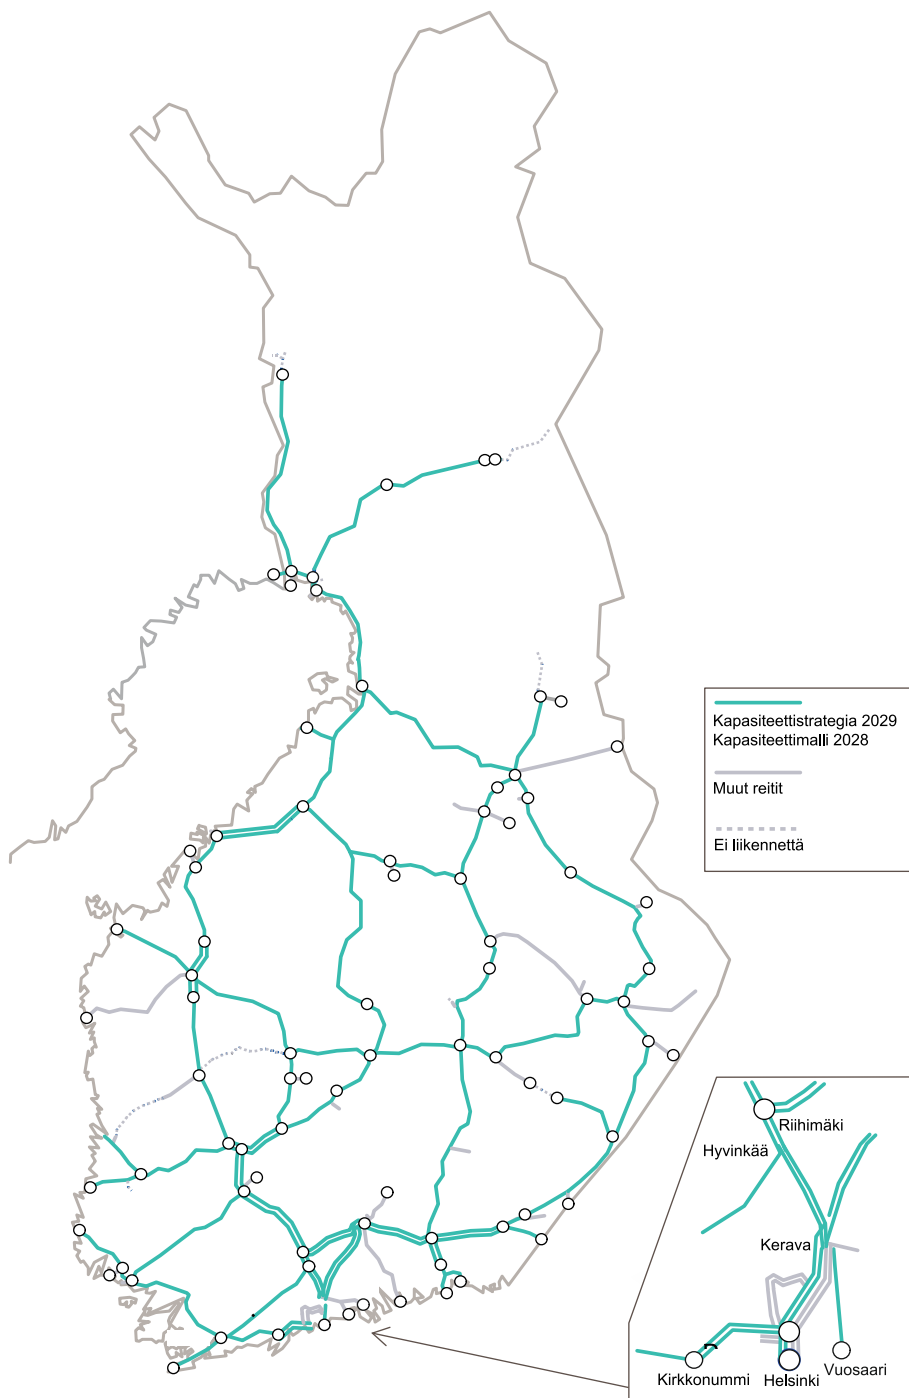 Kapasiteettistrategia 2029
Kapasiteettimalli 2028
Muut reitit
Ei liikennettä
Riihimäki
Hyvinkää
Kerava
Kirkkonummi
Helsinki
Vuosaari